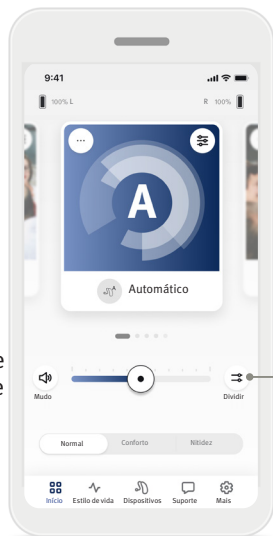 9:41
100% L
R 100%
A
Automático
Mudo
Dividir
Normal Conforto Nitidez
Início Estilo de vida Dispositivos Suporte Mais